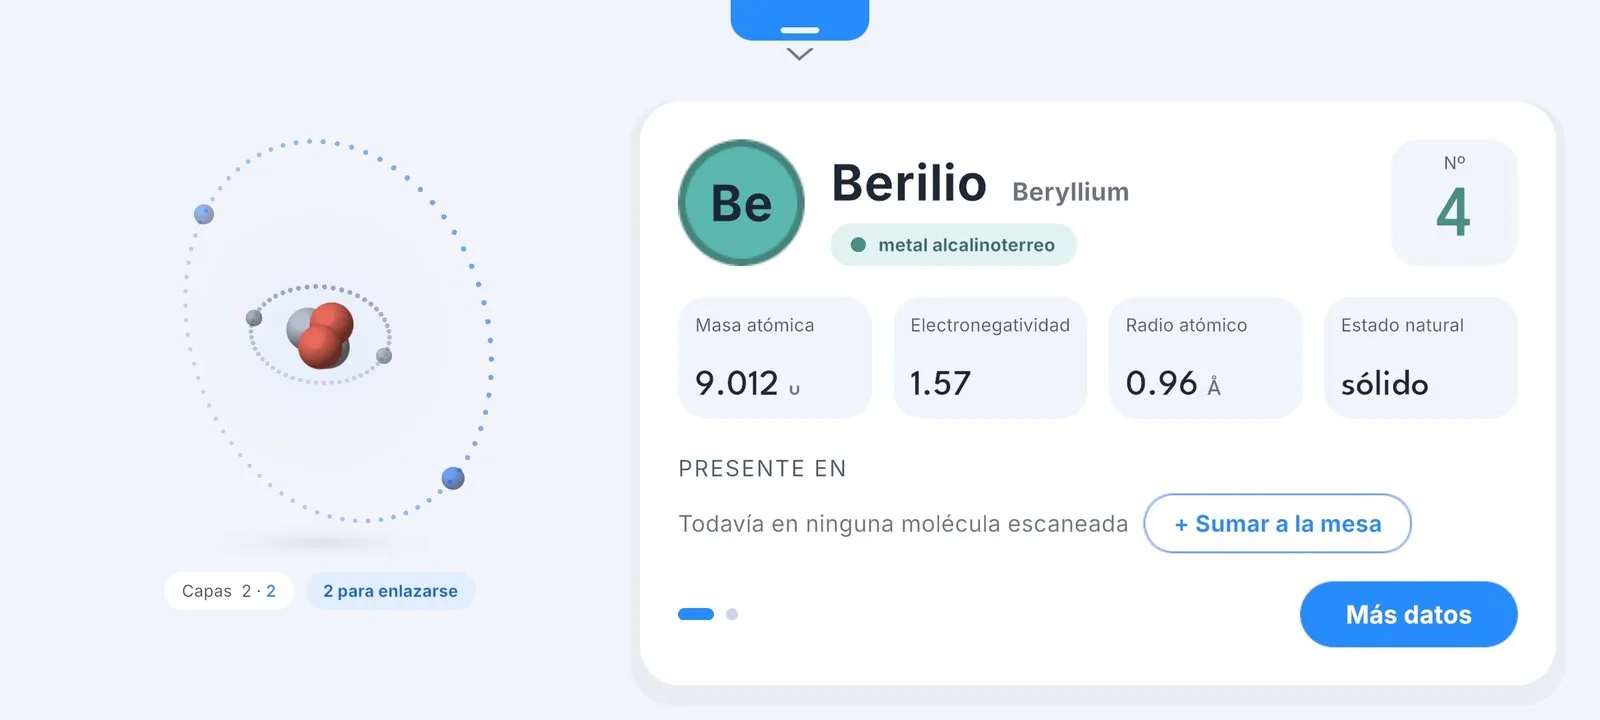 Be
Berilio Beryllium
metal alcalinoterreo
Nº
4
Masa atómica
9.012 u
Electronegatividad
1.57
Radio atómico
0.96 Å
Estado natural
sólido
PRESENTE EN
Todavía en ninguna molécula escaneada
+ Sumar a la mesa
Capas 2 · 2
2 para enlazarse
Más datos